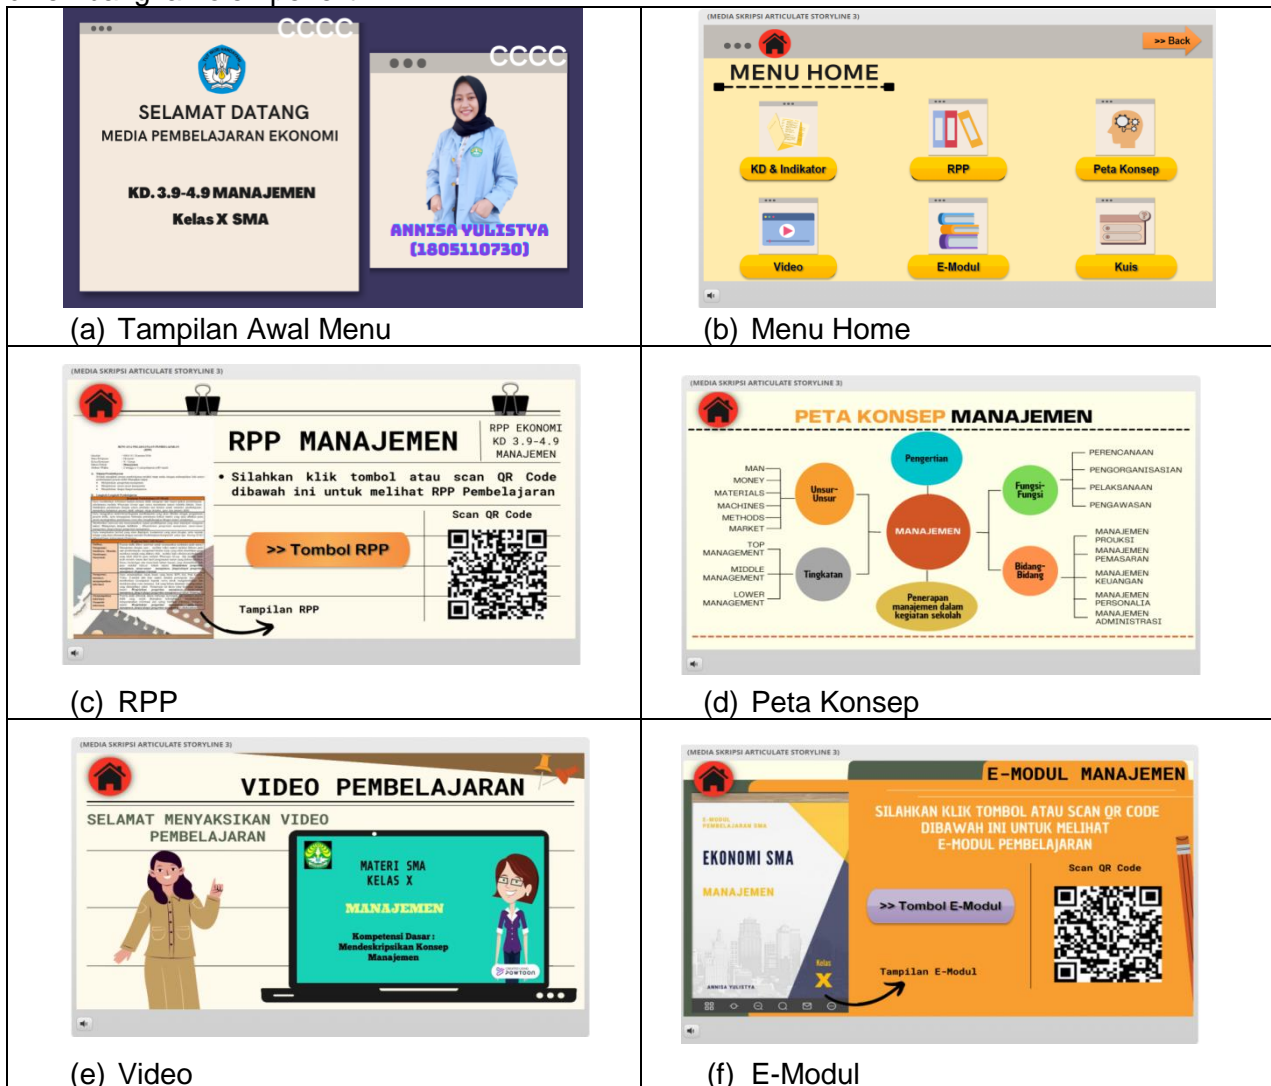 CCCC
CCCC
SELAMAT DATANG
MEDIA PEMBELAJARAN EKONOMI
KD. 3.9-4.9 MANAJEMEN
Kelas X SMA
ANNISA YULISTYA
(1805110730)
(a) Tampilan Awal Menu
(MEDIA SKRIPSI ARTICULATE STORYLINE 3)
>> Back
MENU HOME
KD & Indikator
RPP
Peta Konsep
Video
E-Modul
Kuis
(b) Menu Home
(MEDIA SKRIPSI ARTICULATE STORYLINE 3)
RPP MANAJEMEN
RPP EKONOMI
KD 3.9-4.9
MANAJEMEN
• Silahkan klik tombol atau scan QR Code
dibawah ini untuk melihat RPP Pembelajaran
Scan QR Code
>> Tombol RPP
Tampilan RPP
(c) RPP
(MEDIA SKRIPSI ARTICULATE STORYLINE 3)
PETA KONSEP MANAJEMEN
MAN
MONEY
MATERIALS
MACHINES
METHODS
MARKET
Unsur-
Unsur
TOP
MANAGEMENT
MIDDLE
MANAGEMENT
LOWER
MANAGEMENT
Tingkatan
Pengertian
MANAJEMEN
Penerapan
manajemen dalam
kegiatan sekolah
Fungsi-
Fungsi
PERENCANAAN
PENGORGANISASIAN
PELAKSANAAN
PENGAWASAN
Bidang-
Bidang
MANAJEMEN
PROUKSI
MANAJEMEN
PEMASARAN
MANAJEMEN
KEUANGAN
MANAJEMEN
PERSONALIA
MANAJEMEN
ADMINISTRASI
(d) Peta Konsep
(MEDIA SKRIPSI ARTICULATE STORYLINE 3)
VIDEO PEMBELAJARAN
SELAMAT MENYAKSIKAN VIDEO
PEMBELAJARAN
MATERI SMA
KELAS X
MANAJEMEN
Kompetensi Dasar :
Mendeskripsikan Konsep
Manajemen
POWTOON
(e) Video
(MEDIA SKRIPSI ARTICULATE STORYLINE 3)
E-MODUL MANAJEMEN
E-MODUL
PEMBELAJARAN SMA
EKONOMI SMA
MANAJEMEN
Kelas
X
ANNISA YULISTYA
SILAHKAN KLIK TOMBOL ATAU SCAN QR CODE
DIBAWAH INI UNTUK MELIHAT
E-MODUL PEMBELAJARAN
Scan QR Code
>> Tombol E-Modul
Tampilan E-Modul
(f) E-Modul